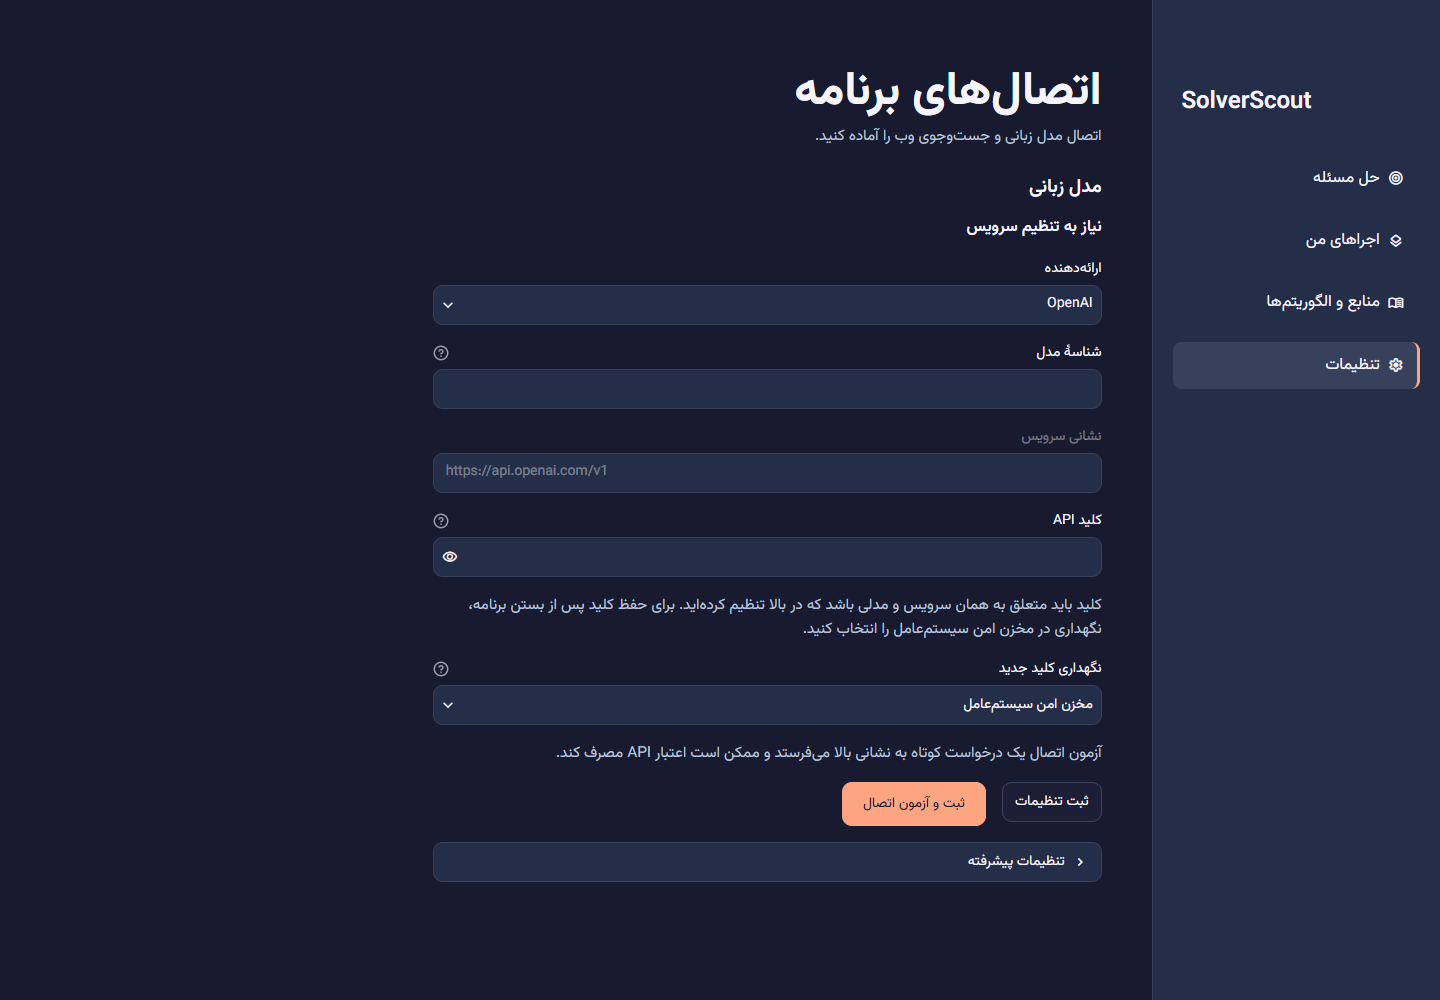 SolverScout
حل مسئله
اجراهای من
منابع و الگوریتم‌ها
تنظیمات
اتصال‌های برنامه
اتصال مدل زبانی و جست‌وجوی وب را آماده کنید.
مدل زبانی
نیاز به تنظیم سرویس
ارائه‌دهنده
OpenAI
شناسهٔ مدل
نشانی سرویس
https://api.openai.com/v1
کلید API
کلید باید متعلق به همان سرویس و مدلی باشد که در بالا تنظیم کرده‌اید. برای حفظ کلید پس از بستن برنامه،
نگهداری در مخزن امن سیستم‌عامل را انتخاب کنید.
نگهداری کلید جدید
مخزن امن سیستم‌عامل
آزمون اتصال یک درخواست کوتاه به نشانی بالا می‌فرستد و ممکن است اعتبار API مصرف کند.
ثبت تنظیمات
ثبت و آزمون اتصال
تنظیمات پیشرفته